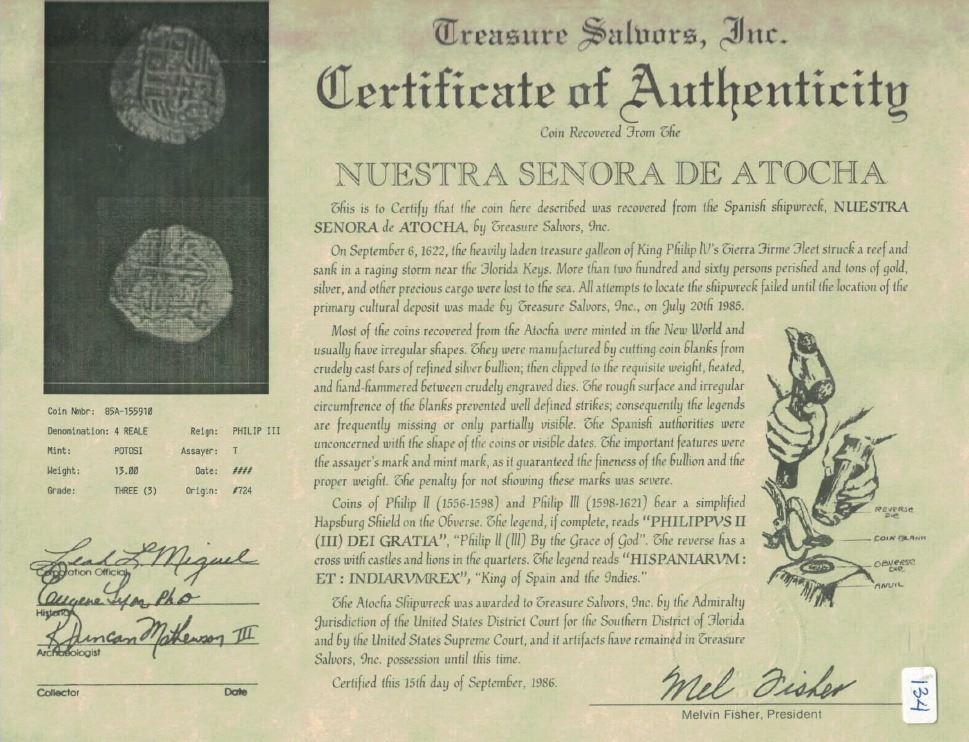 Treasure Salvors, Inc.
Certificate of Authenticity
Coin Recovered From The
NUESTRA SENORA DE ATOCHA
This is to Certify that the coin here described was recovered from the Spanish shipwreck, NUESTRA
SENORA de ATOCHA, by Treasure Salvors, Inc.
On September 6, 1622, the heavily laden treasure galleon of King Philip IV's Tierra Firme Fleet struck a reef and
sank in a raging storm near the Florida Keys. More than two hundred and sixty persons perished and tons of gold,
silver, and other precious cargo were lost to the sea. All attempts to locate the shipwreck failed until the location of the
primary cultural deposit was made by Treasure Salvors, Inc., on July 20th 1985.
Most of the coins recovered from the Atocha were minted in the New World and
usually have irregular shapes. They were manufactured by cutting coin blanks from
crudely cast bars of refined silver bullion; then clipped to the requisite weight, heated,
and hand-hammered between crudely engraved dies. The rough surface and irregular
circumfrence of the blanks prevented well defined strikes; consequently the legends
are frequently missing or only partially visible. The Spanish authorities were
unconcerned with the shape of the coins or visible dates. The important features were
the assayer's mark and mint mark, as it guaranteed the fineness of the bullion and the
proper weight. The penalty for not showing these marks was severe.
Coins of Philip II (1556-1598) and Philip III (1598-1621) bear a simplified
Hapsburg Shield on the Obverse. The legend, if complete, reads "PHILIPPVS II
(III) DEI GRATIA", "Philip II (III) By the Grace of God". The reverse has a
cross with castles and lions in the quarters. The legend reads "HISPANIARVM :
ET : INDIARVMREX", "King of Spain and the Indies."
The Atocha Shipwreck was awarded to Treasure Salvors, Inc. by the Admiralty
Jurisdiction of the United States District Court for the Southern District of Florida
and by the United States Supreme Court, and it artifacts have remained in Treasure
Salvors, Inc. possession until this time.
Certified this 15th day of September, 1986.
REVERSE DIE
COIN BLANK
OBVERSE DIE
ANVIL
Mel Fisher
Melvin Fisher, President
134
Coin Nmbr: 85A-155910
Denomination: 4 REALE Reign: PHILIP III
Mint: POTOSI Assayer: T
Weight: 13.00 Date: ####
Grade: THREE (3) Origin: #724
Leah L. Miguel
Corporation Official
Eugene Lyon PhD
Historian
R Duncan Mathewson III
Archaeologist
Collector Date